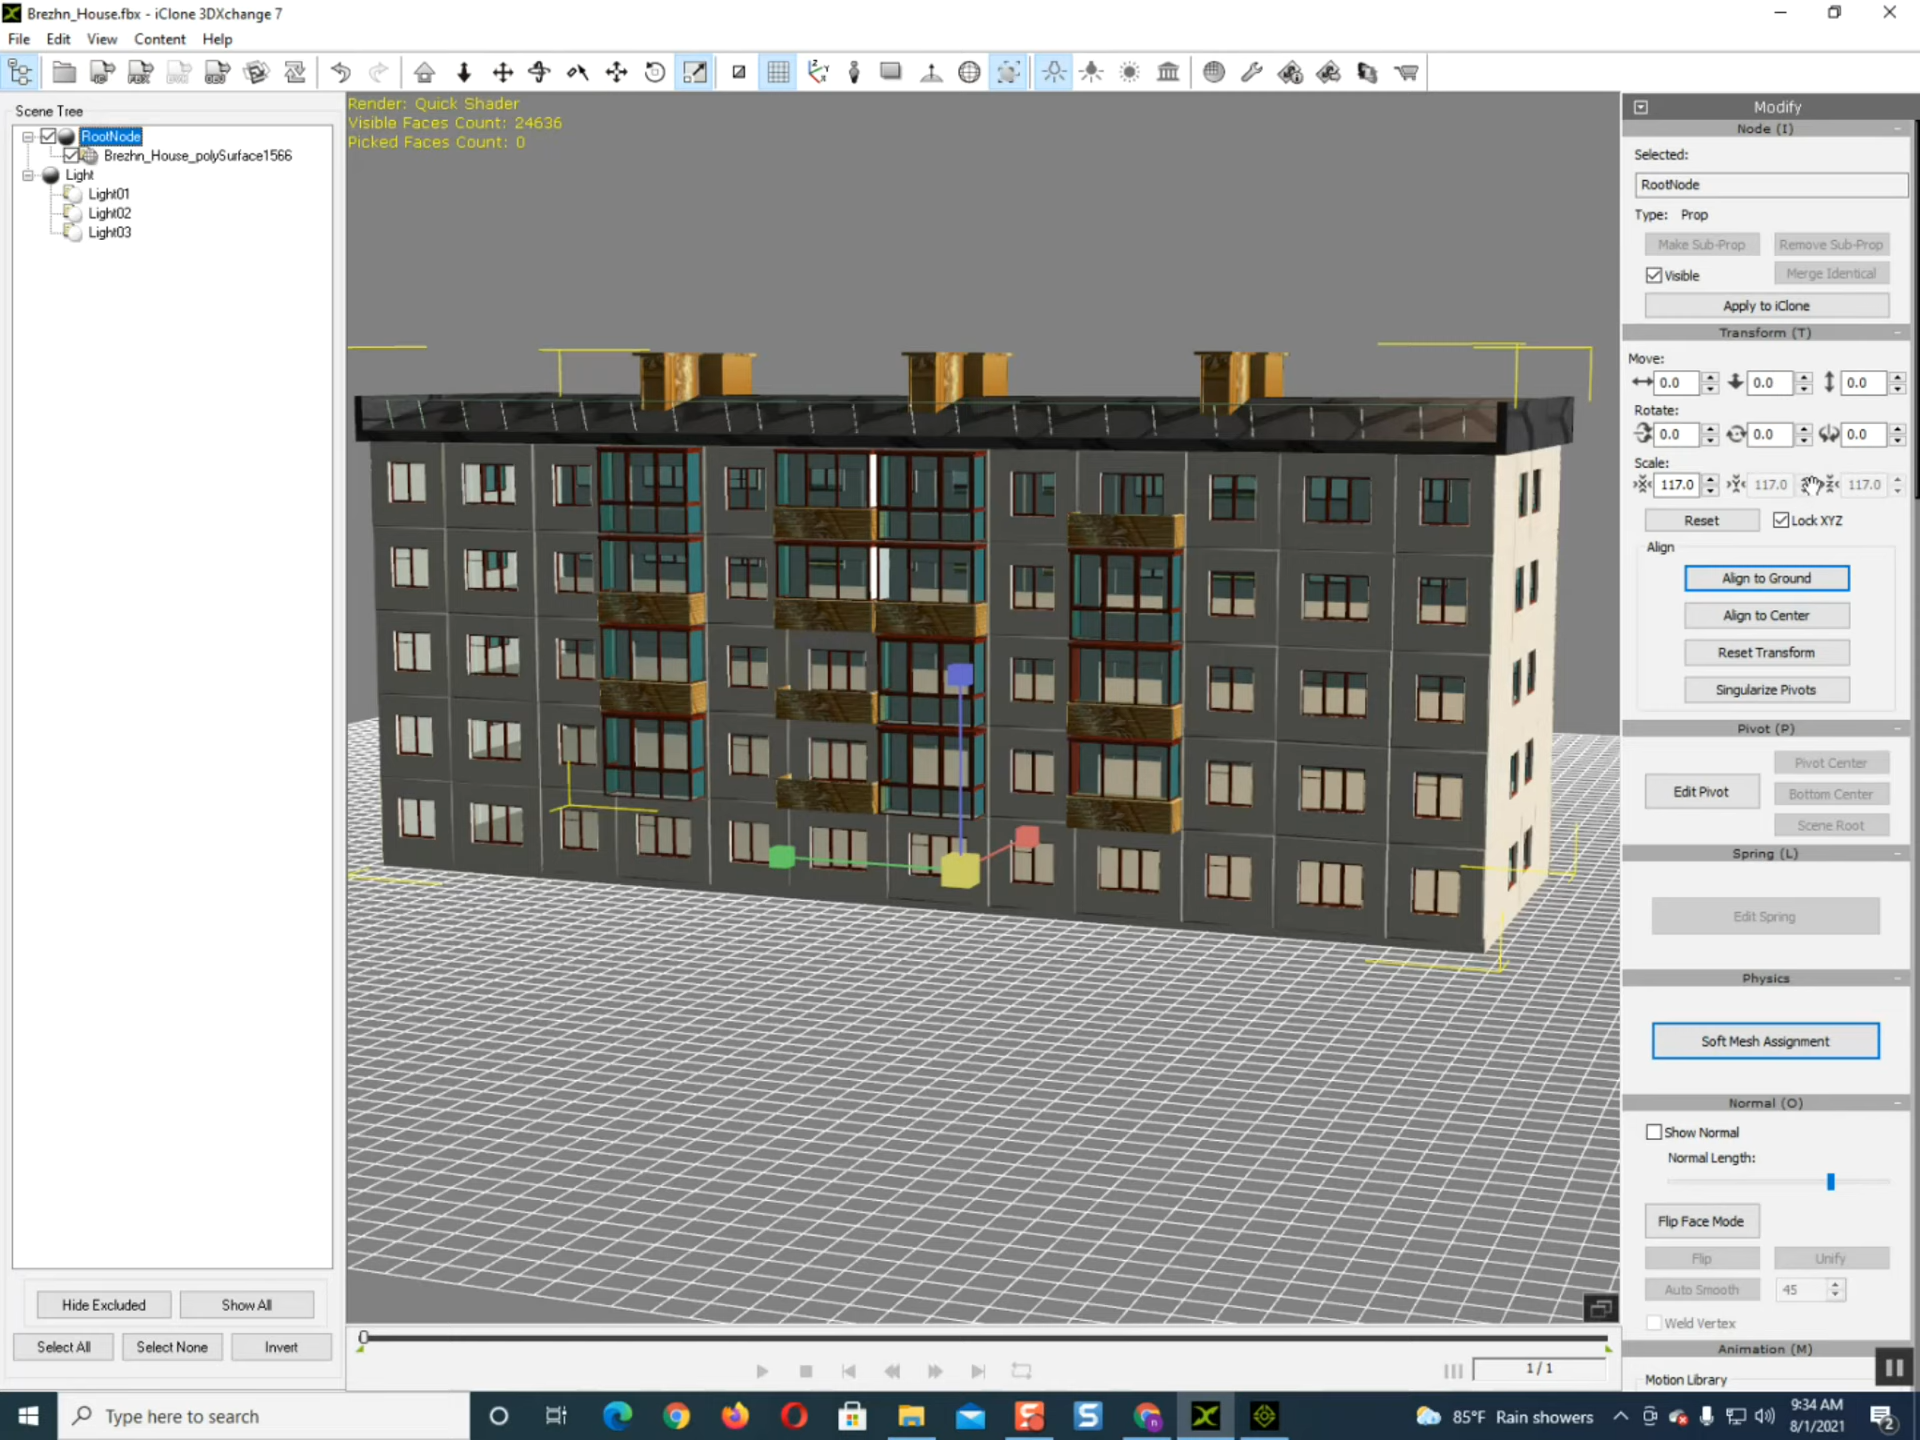 Brezhn_House.fbx - iClone 3DXchange 7
File Edit View Content Help
Scene Tree
RootNode
Brezhn_House_polySurface1566
Light
Light01
Light02
Light03
Hide Excluded Show All
Select All Select None Invert
Render: Quick Shader
Visible Faces Count: 24636
Picked Faces Count: 0
1 / 1
Modify
Node (I)
Selected:
RootNode
Type: Prop
Make Sub-Prop Remove Sub-Prop
Visible Merge Identical
Apply to iClone
Transform (T)
Move:
0.0 0.0 0.0
Rotate:
0.0 0.0 0.0
Scale:
117.0 117.0 117.0
Reset Lock XYZ
Align
Align to Ground
Align to Center
Reset Transform
Singularize Pivots
Pivot (P)
Edit Pivot
Pivot Center
Bottom Center
Scene Root
Spring (L)
Edit Spring
Physics
Soft Mesh Assignment
Normal (O)
Show Normal
Normal Length:
Flip Face Mode
Flip Unify
Auto Smooth 45
Weld Vertex
Animation (M)
Motion Library
Type here to search
85°F Rain showers
9:34 AM
8/1/2021
2